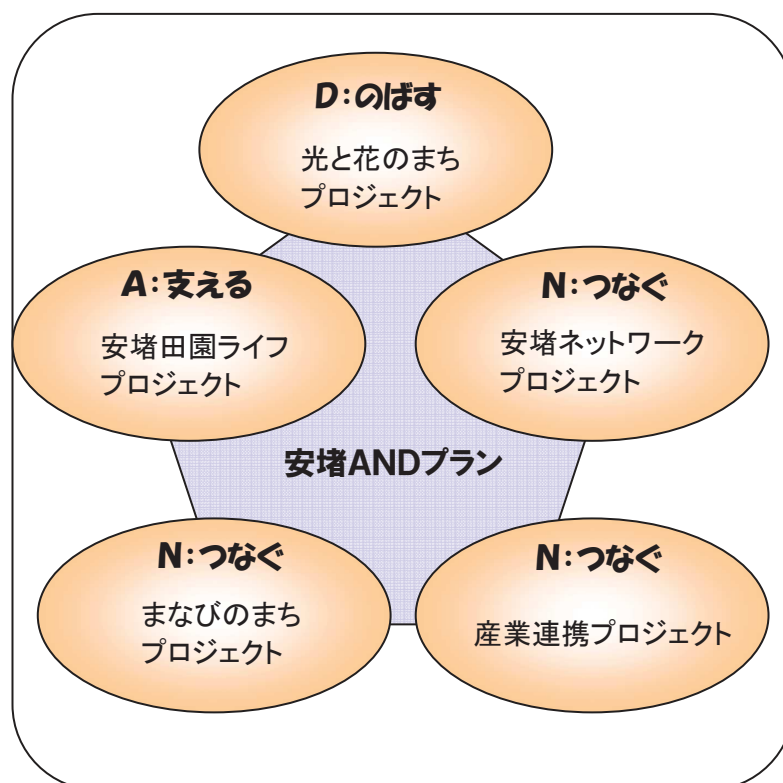 D:のばす
光と花のまち
プロジェクト
A:支える
安堵田園ライフ
プロジェクト
N:つなぐ
安堵ネットワーク
プロジェクト
安堵ANDプラン
N:つなぐ
まなびのまち
プロジェクト
N:つなぐ
産業連携プロジェクト